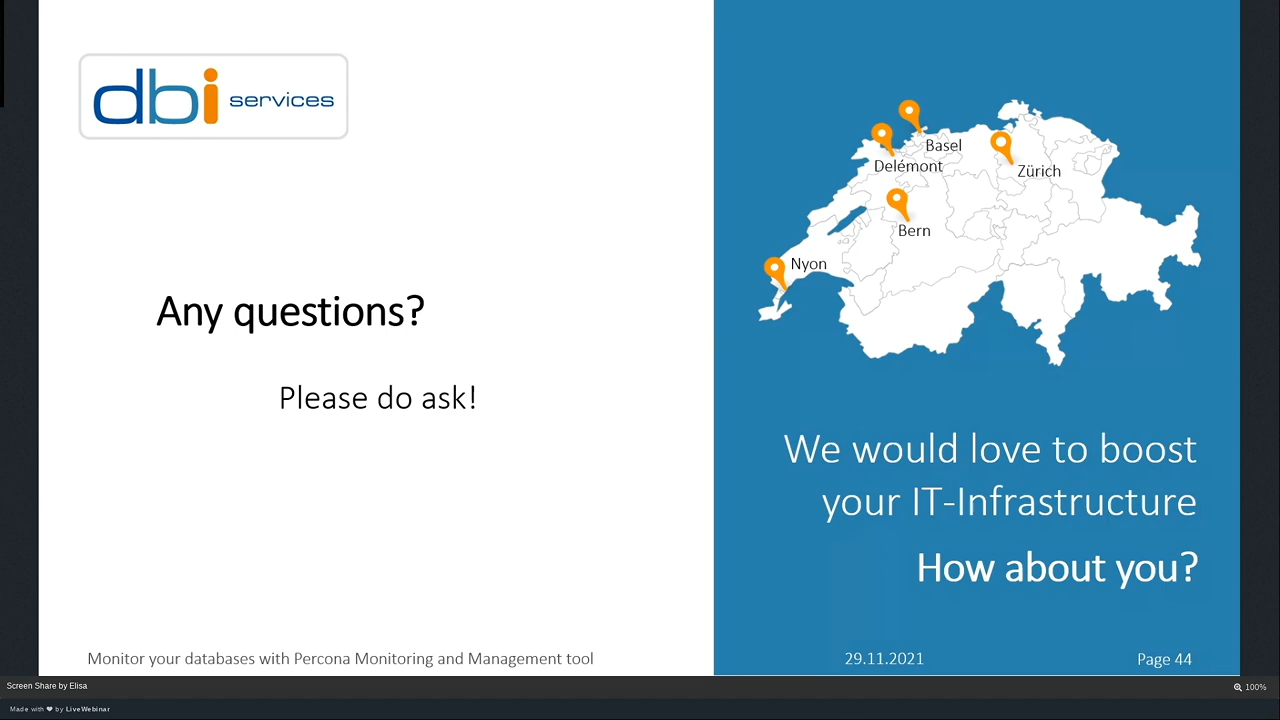 dbi services
Any questions?
Please do ask!
Monitor your databases with Percona Monitoring and Management tool
Basel
Delémont
Zürich
Bern
Nyon
We would love to boost
your IT-Infrastructure
How about you?
29.11.2021
Page 44
Screen Share by Elisa
100%
Made with ❤ by LiveWebinar